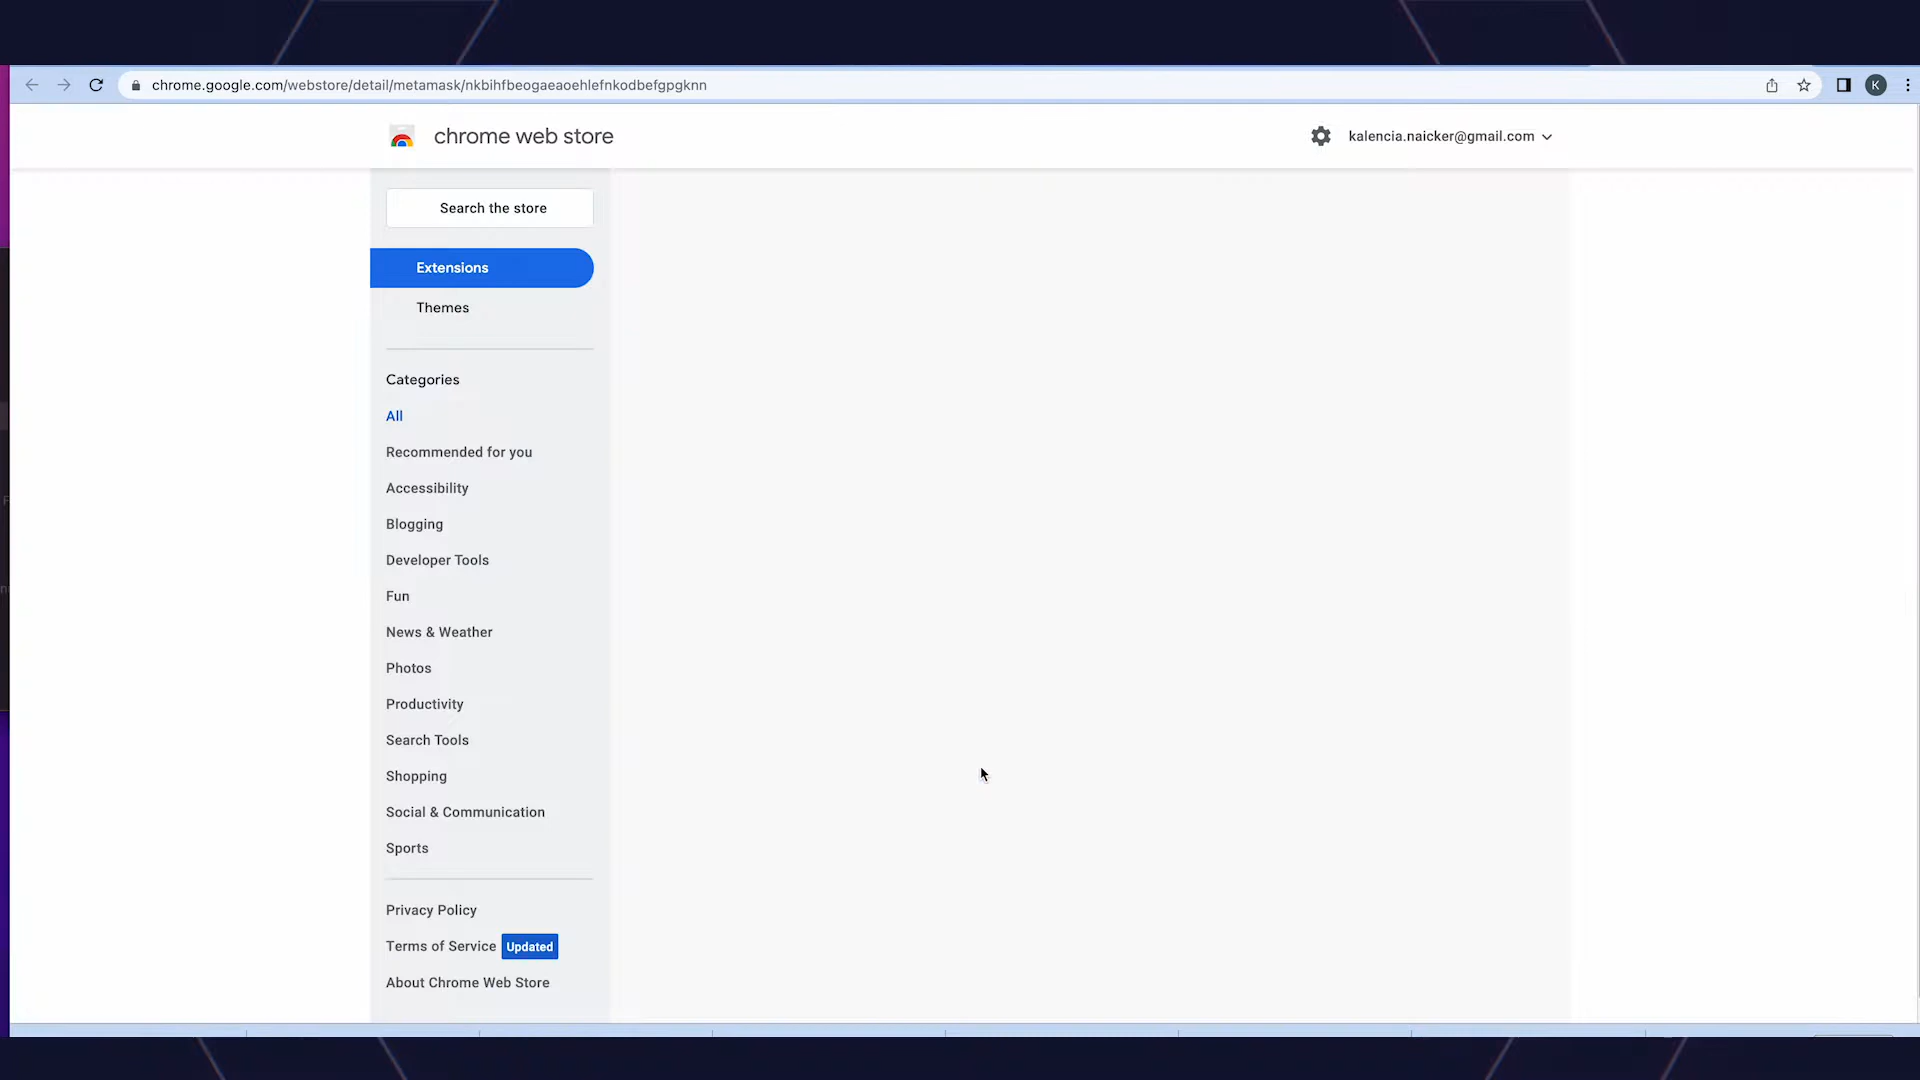 chrome.google.com/webstore/detail/metamask/nkbihfbeogaeaoehlefnkodbefgpgknn
K
chrome web store
kalencia.naicker@gmail.com
Search the store
Extensions
Themes
Categories
All
Recommended for you
Accessibility
Blogging
Developer Tools
Fun
News & Weather
Photos
Productivity
Search Tools
Shopping
Social & Communication
Sports
Privacy Policy
Terms of Service Updated
About Chrome Web Store